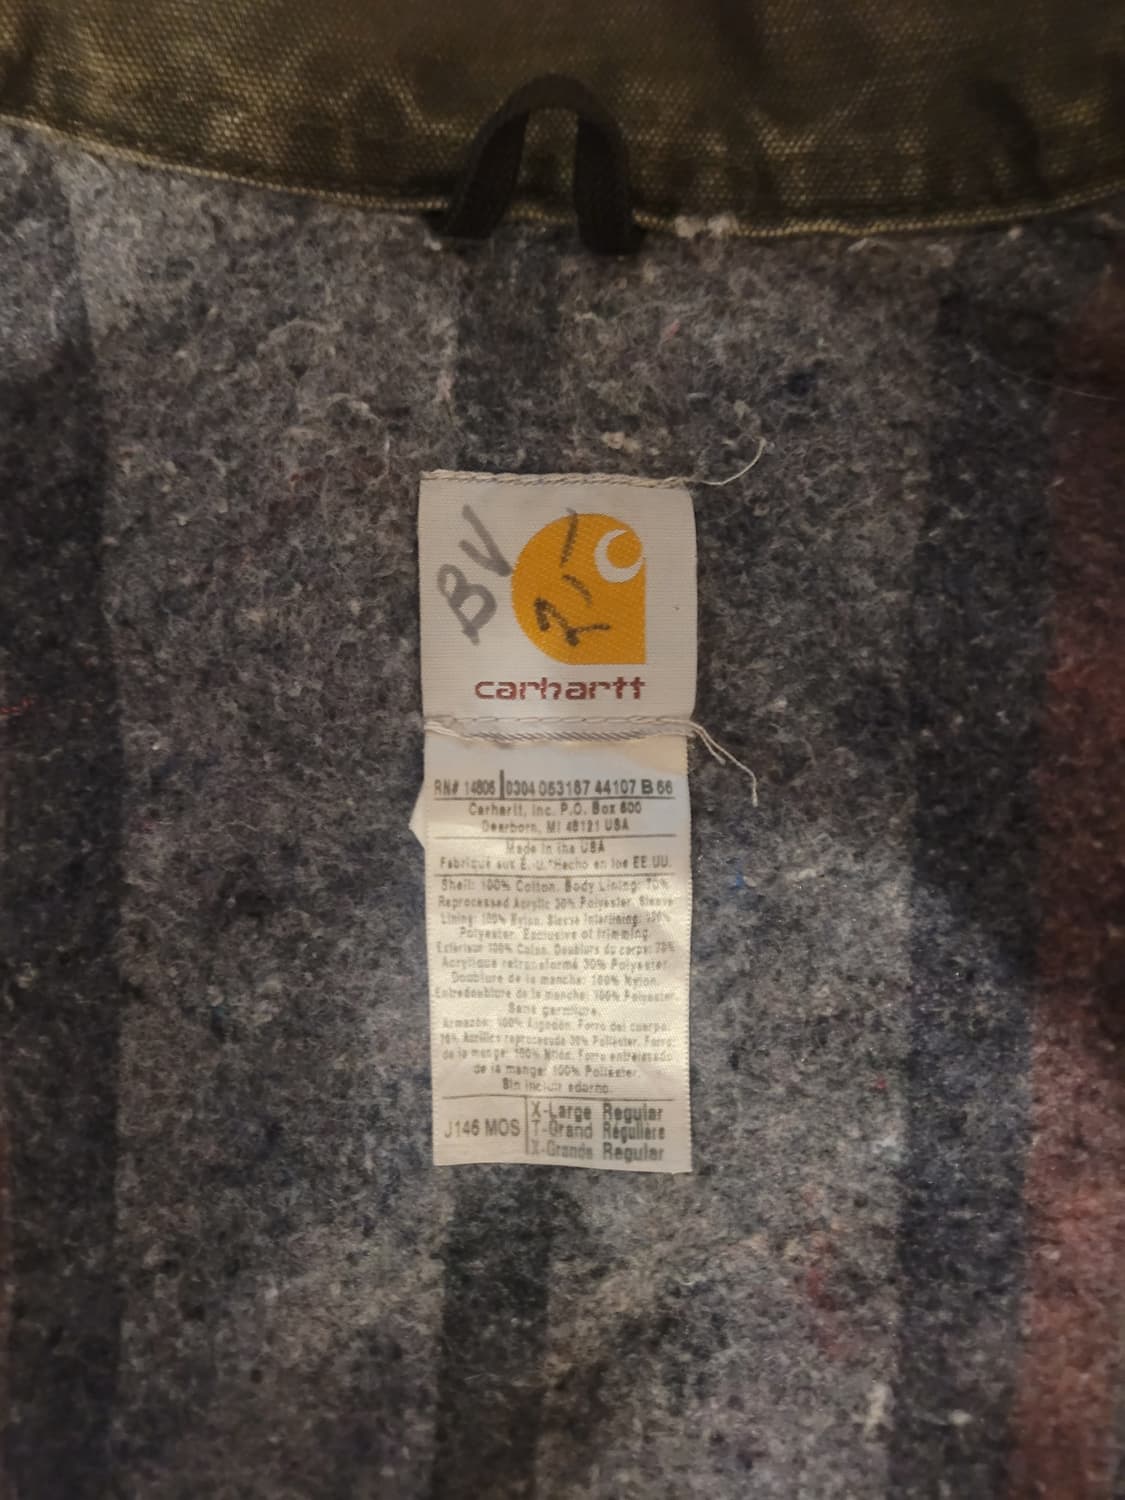 BV
2-1
carhartt
RN# 14806 0304 053187 44107 B 66
Carhartt, Inc. P.O. Box 600
Dearborn, MI 48121 USA
Made in the USA
Fabriqué aux É.-U. Hecho en los EE.UU.
Shell: 100% Cotton. Body Lining: 70%
Reprocessed Acrylic 30% Polyester. Sleeve
Lining: 100% Nylon. Sleeve Interlining: 100%
Polyester. Exclusive of trimming.
Extérieur 100% Coton. Doublure du corps: 70%
Acrylique retransformé 30% Polyester.
Doublure de la manche: 100% Nylon.
Entredoublure de la manche: 100% Polyester.
Sans garniture.
Armazón: 100% Algodón. Forro del cuerpo:
70% Acrílico reprocesado 30% Poliéster. Forro
de la manga: 100% Nilón. Forro entrelazado
de la manga: 100% Poliéster.
Sin incluir adorno.
J145 MOS
X-Large Regular
T-Grand Régulière
X-Grande Regular